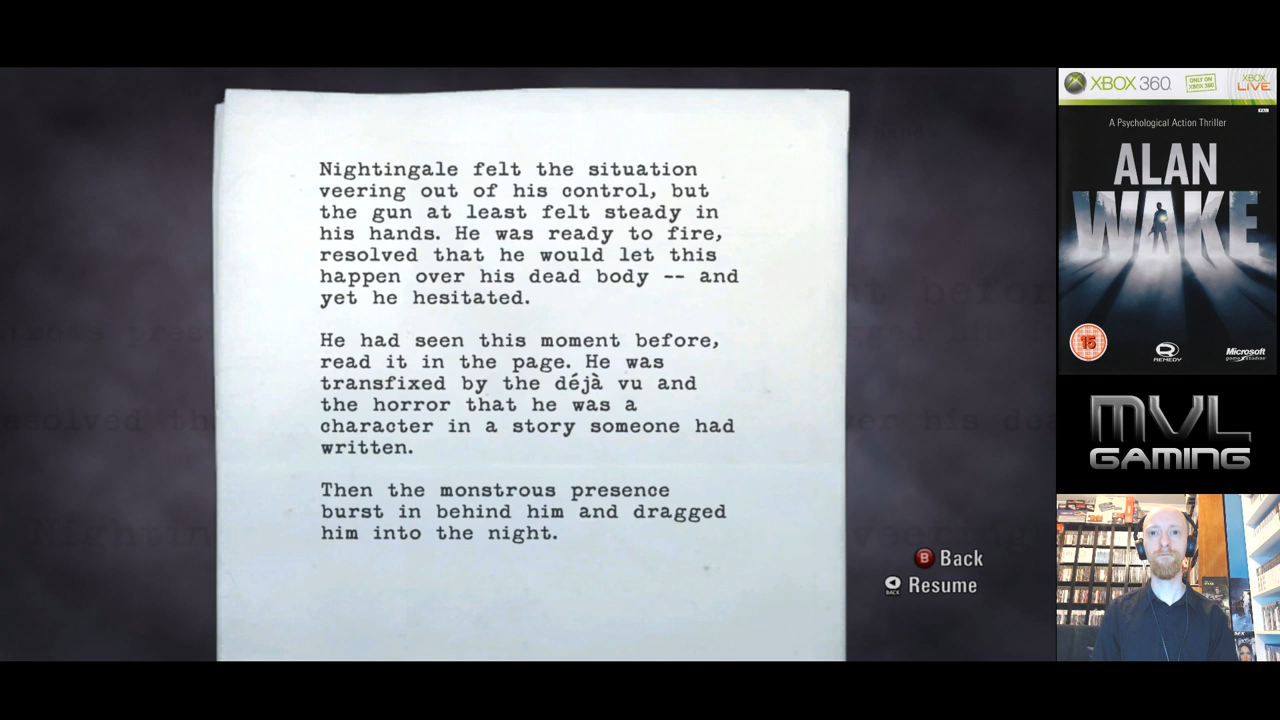 Nightingale felt the situation
veering out of his control, but
the gun at least felt steady in
his hands. He was ready to fire,
resolved that he would let this
happen over his dead body -- and
yet he hesitated.
He had seen this moment before,
read it in the page. He was
transfixed by the déjà vu and
the horror that he was a
character in a story someone had
written.
Then the monstrous presence
burst in behind him and dragged
him into the night.
B Back
BACK Resume
XBOX 360
ONLY ON
XBOX 360
XBOX
LIVE
A Psychological Action Thriller
ALAN
WAKE
15
REMEDY
Microsoft
game studios
MVL
GAMING